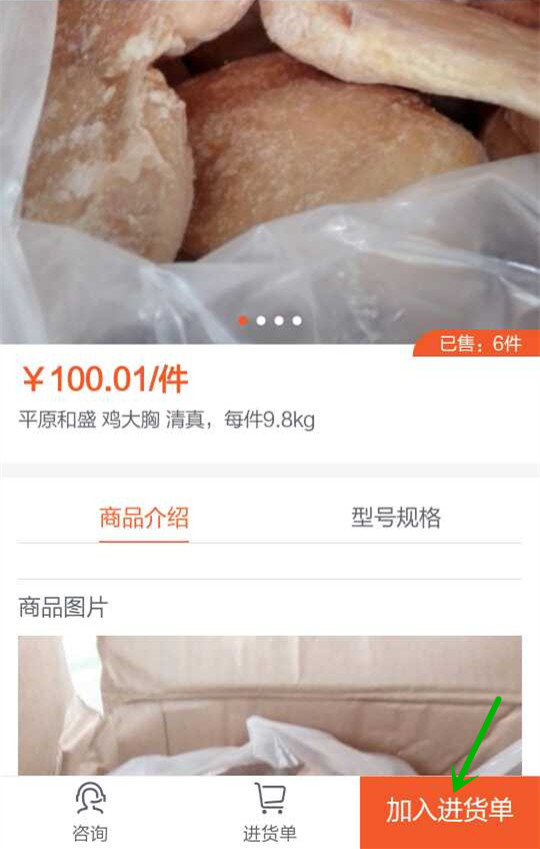 已售：6件
￥100.01/件
平原和盛 鸡大胸 清真，每件9.8kg
商品介绍 型号规格
商品图片
咨询 进货单 加入进货单